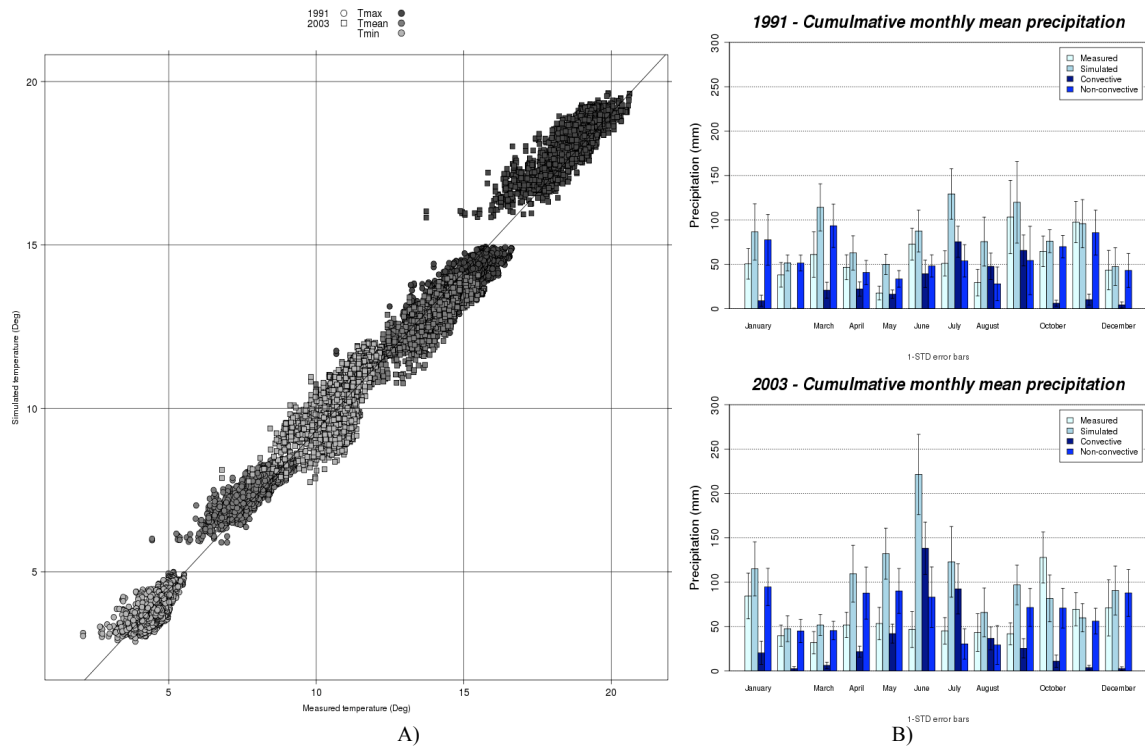 1991 Tmax
2003 Tmean
Tmin
20
15
10
5
Simulated temperature (Deg)
5 10 15 20
Measured temperature (Deg)
A)
1991 - Cumulmative monthly mean precipitation
300
250
200
150
100
50
0
Precipitation (mm)
Measured
Simulated
Convective
Non-convective
January March April May June July August October December
1-STD error bars
2003 - Cumulmative monthly mean precipitation
300
250
200
150
100
50
0
Precipitation (mm)
Measured
Simulated
Convective
Non-convective
January March April May June July August October December
1-STD error bars
B)